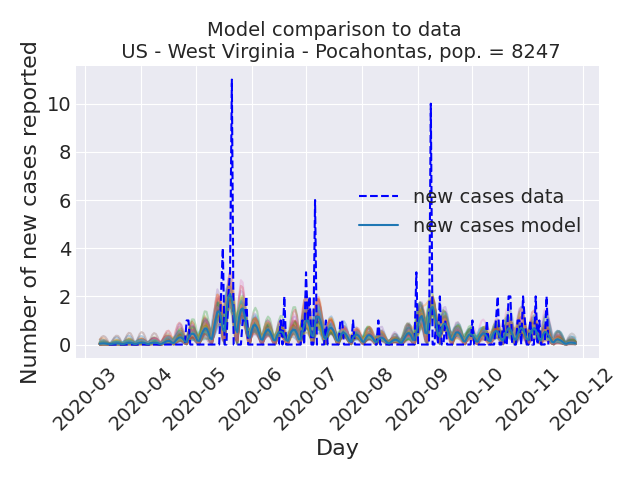 Model comparison to data
US - West Virginia - Pocahontas, pop. = 8247
Number of new cases reported
10
8
6
4
2
0
new cases data
new cases model
2020-03
2020-04
2020-05
2020-06
2020-07
2020-08
2020-09
2020-10
2020-11
2020-12
Day